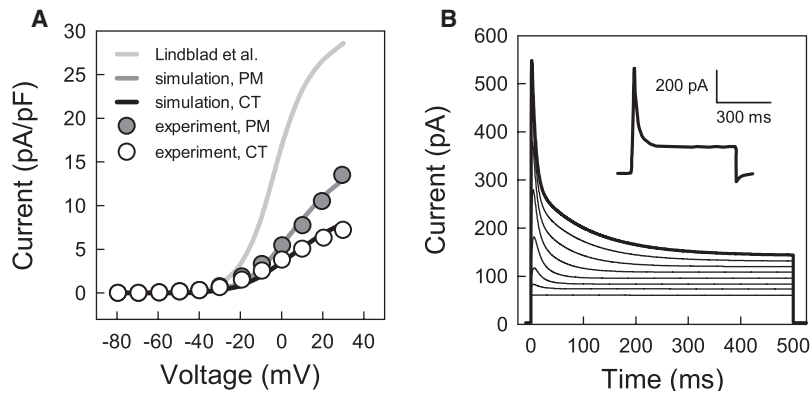 A
Current (pA/pF)
30
25
20
15
10
5
0
Lindblad et al.
simulation, PM
simulation, CT
experiment, PM
experiment, CT
-80 -60 -40 -20 0 20 40
Voltage (mV)
B
Current (pA)
600
500
400
300
200
100
0
200 pA
300 ms
0 100 200 300 400 500
Time (ms)